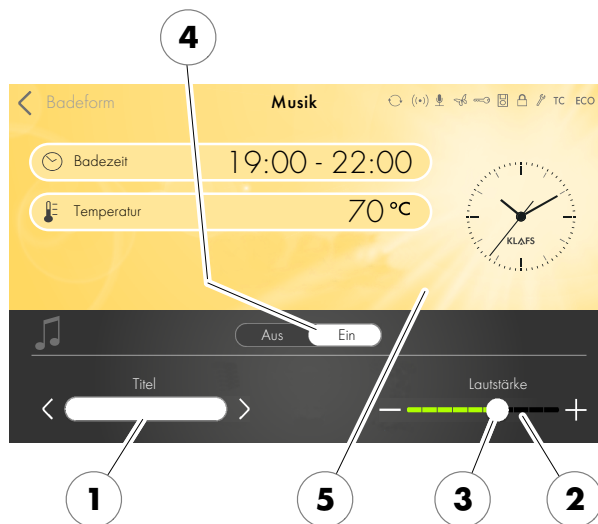 4
Badeform Musik TC ECO
Badezeit 19:00 - 22:00
Temperatur 70 °C
KLAFS
Aus Ein
Titel Lautstärke
1 5 3 2